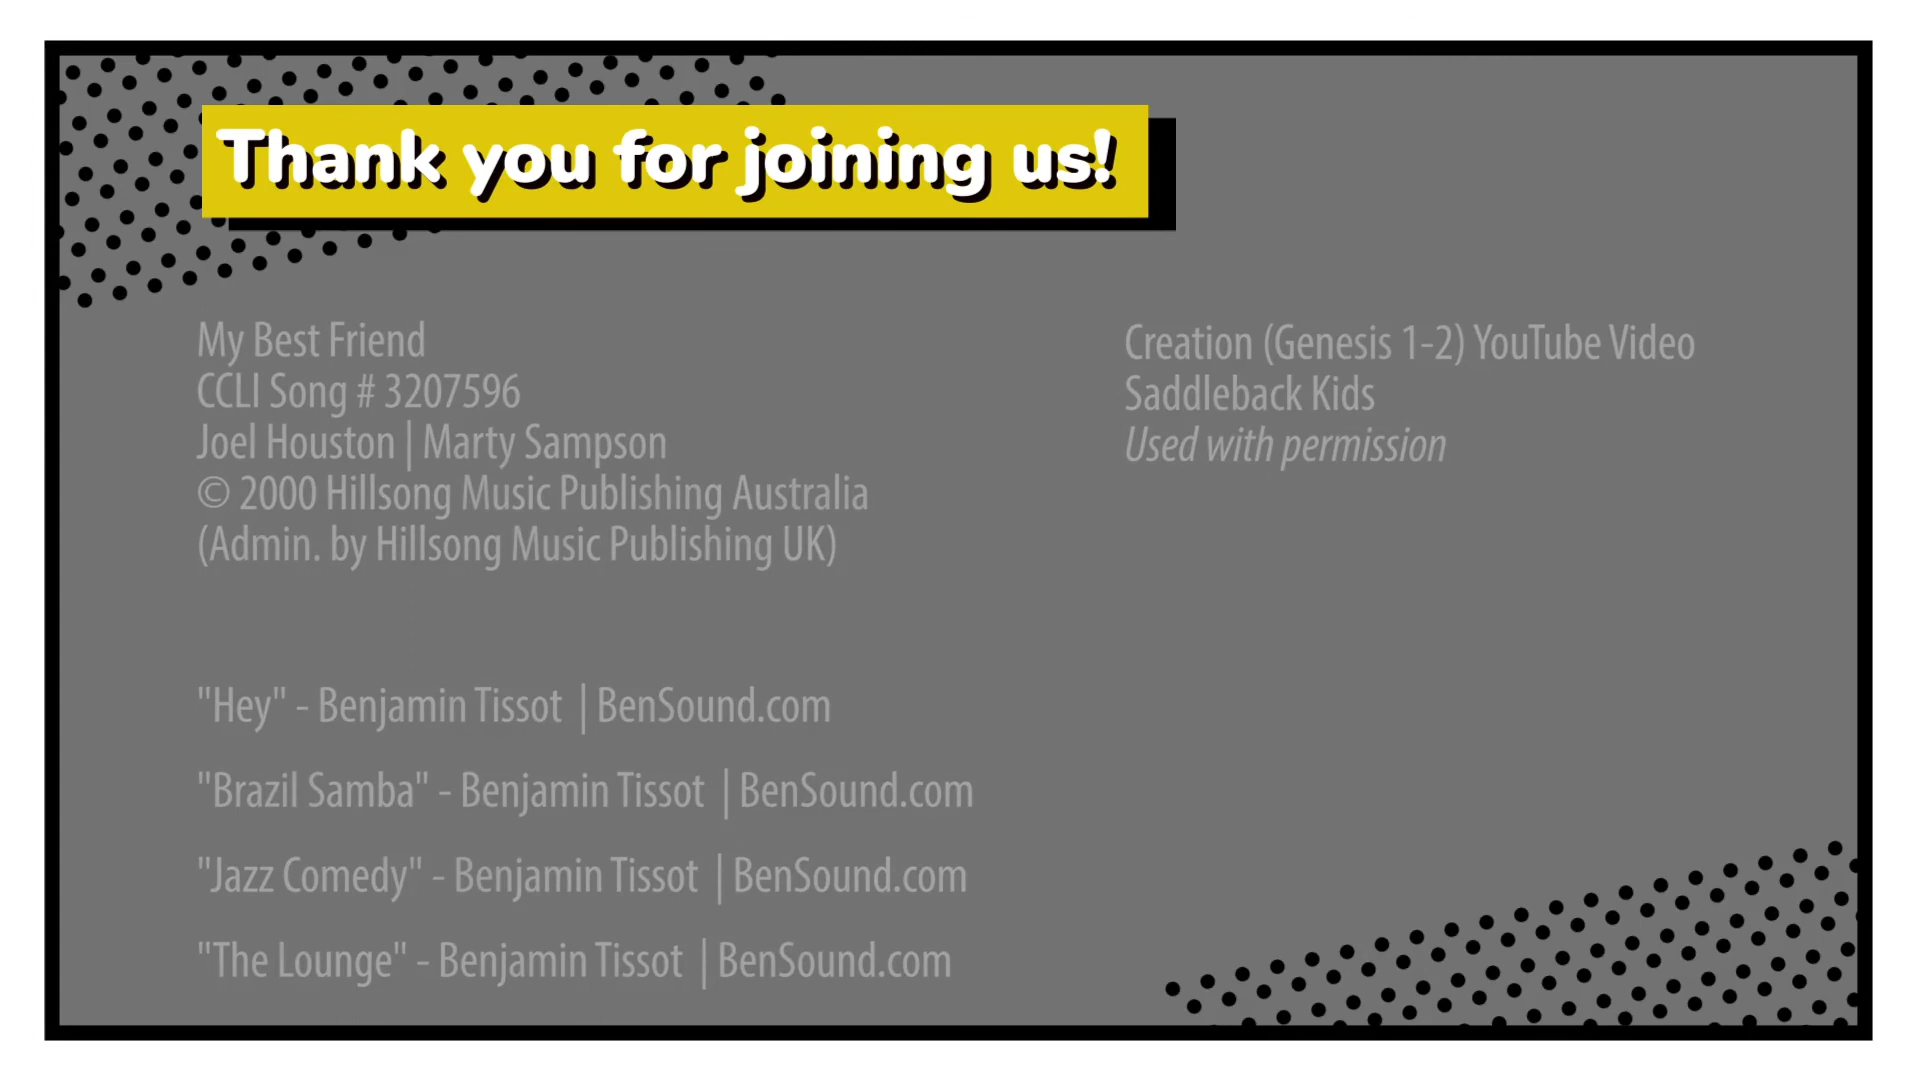 Thank you for joining us!
My Best Friend
CCLI Song # 3207596
Joel Houston | Marty Sampson
© 2000 Hillsong Music Publishing Australia
(Admin. by Hillsong Music Publishing UK)
"Hey" - Benjamin Tissot | BenSound.com
"Brazil Samba" - Benjamin Tissot | BenSound.com
"Jazz Comedy" - Benjamin Tissot | BenSound.com
"The Lounge" - Benjamin Tissot | BenSound.com
Creation (Genesis 1-2) YouTube Video
Saddleback Kids
Used with permission